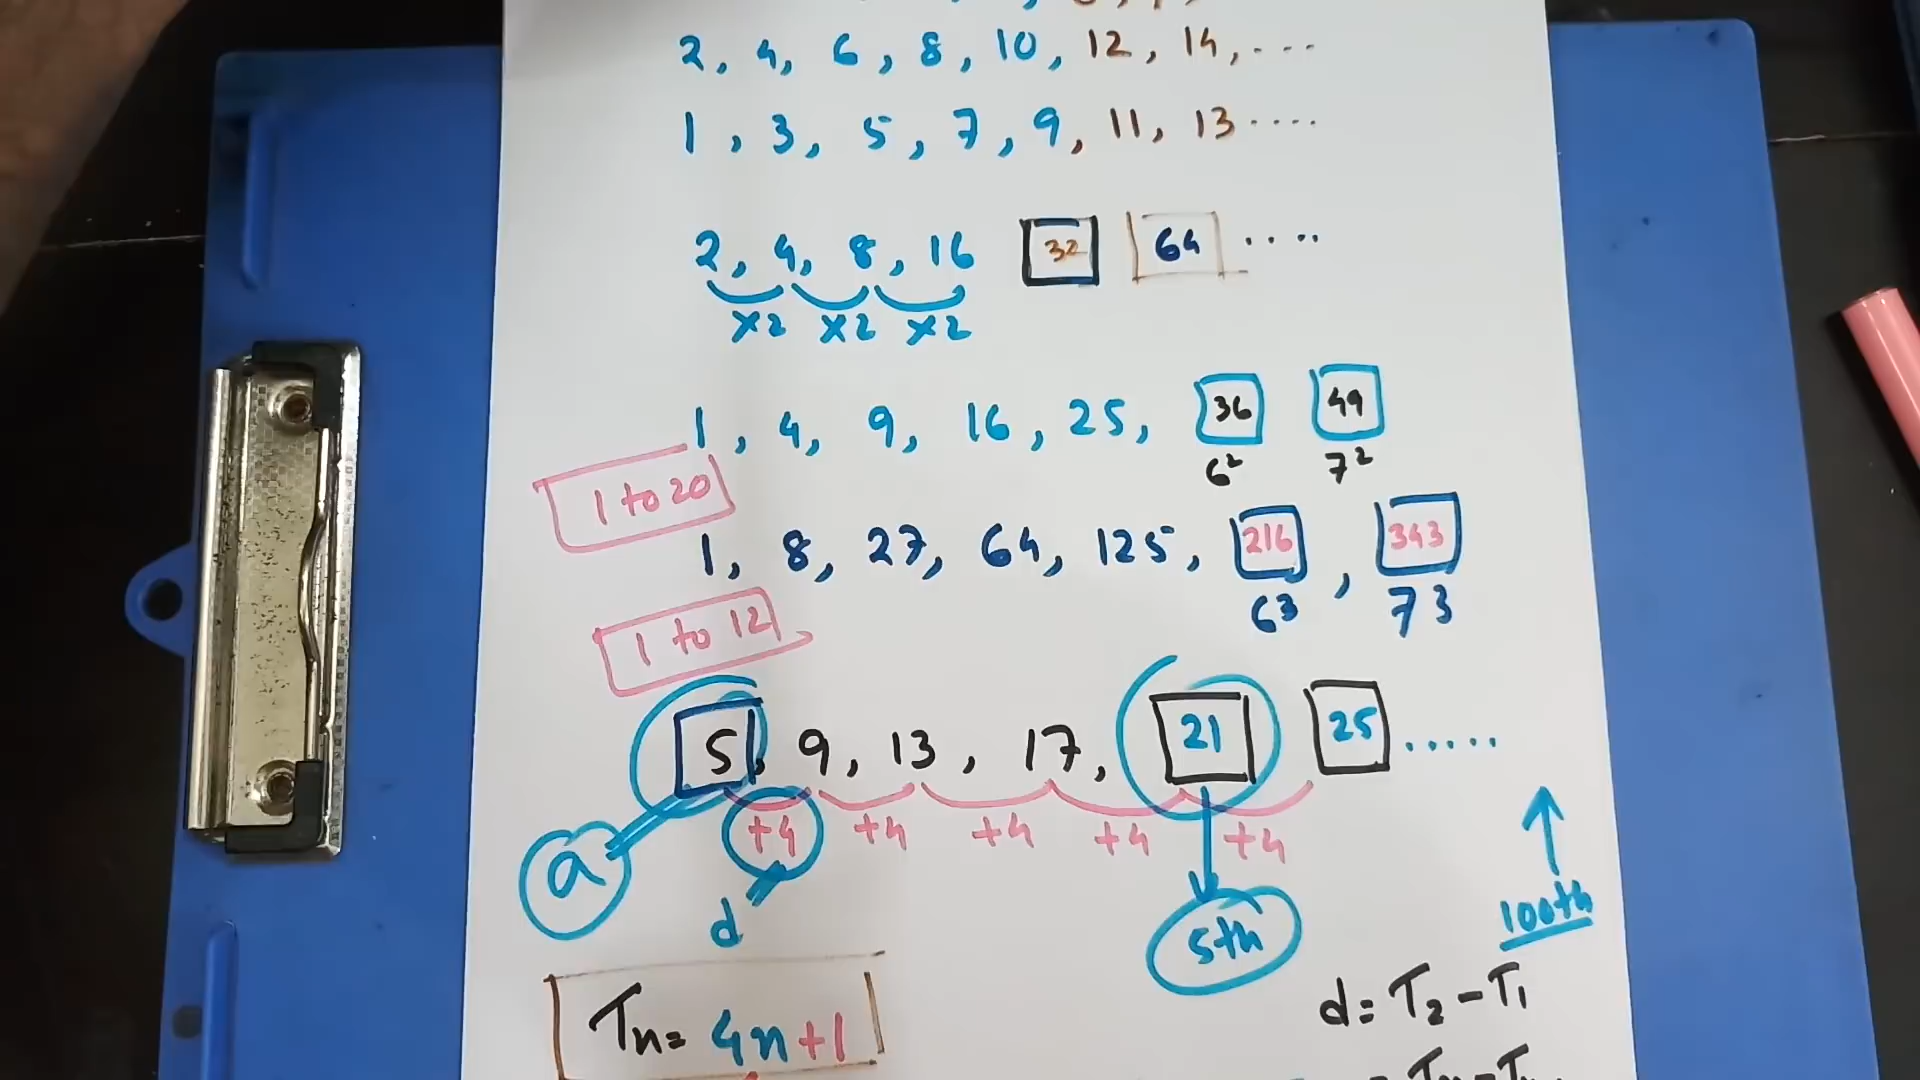 2, 4, 6, 8, 10, 12, 14, ....
1, 3, 5, 7, 9, 11, 13 ....
2, 4, 8, 16 32 64 ....
×2 ×2 ×2
1, 4, 9, 16, 25, 36 49
6² 7²
1 to 20
1, 8, 27, 64, 125, 216, 343
6³ 7³
1 to 12
5, 9, 13, 17, 21 25 .....
+4 +4 +4 +4 +4
a
d
5th
100th
Tn = 4n+1
d = T₂ - T₁